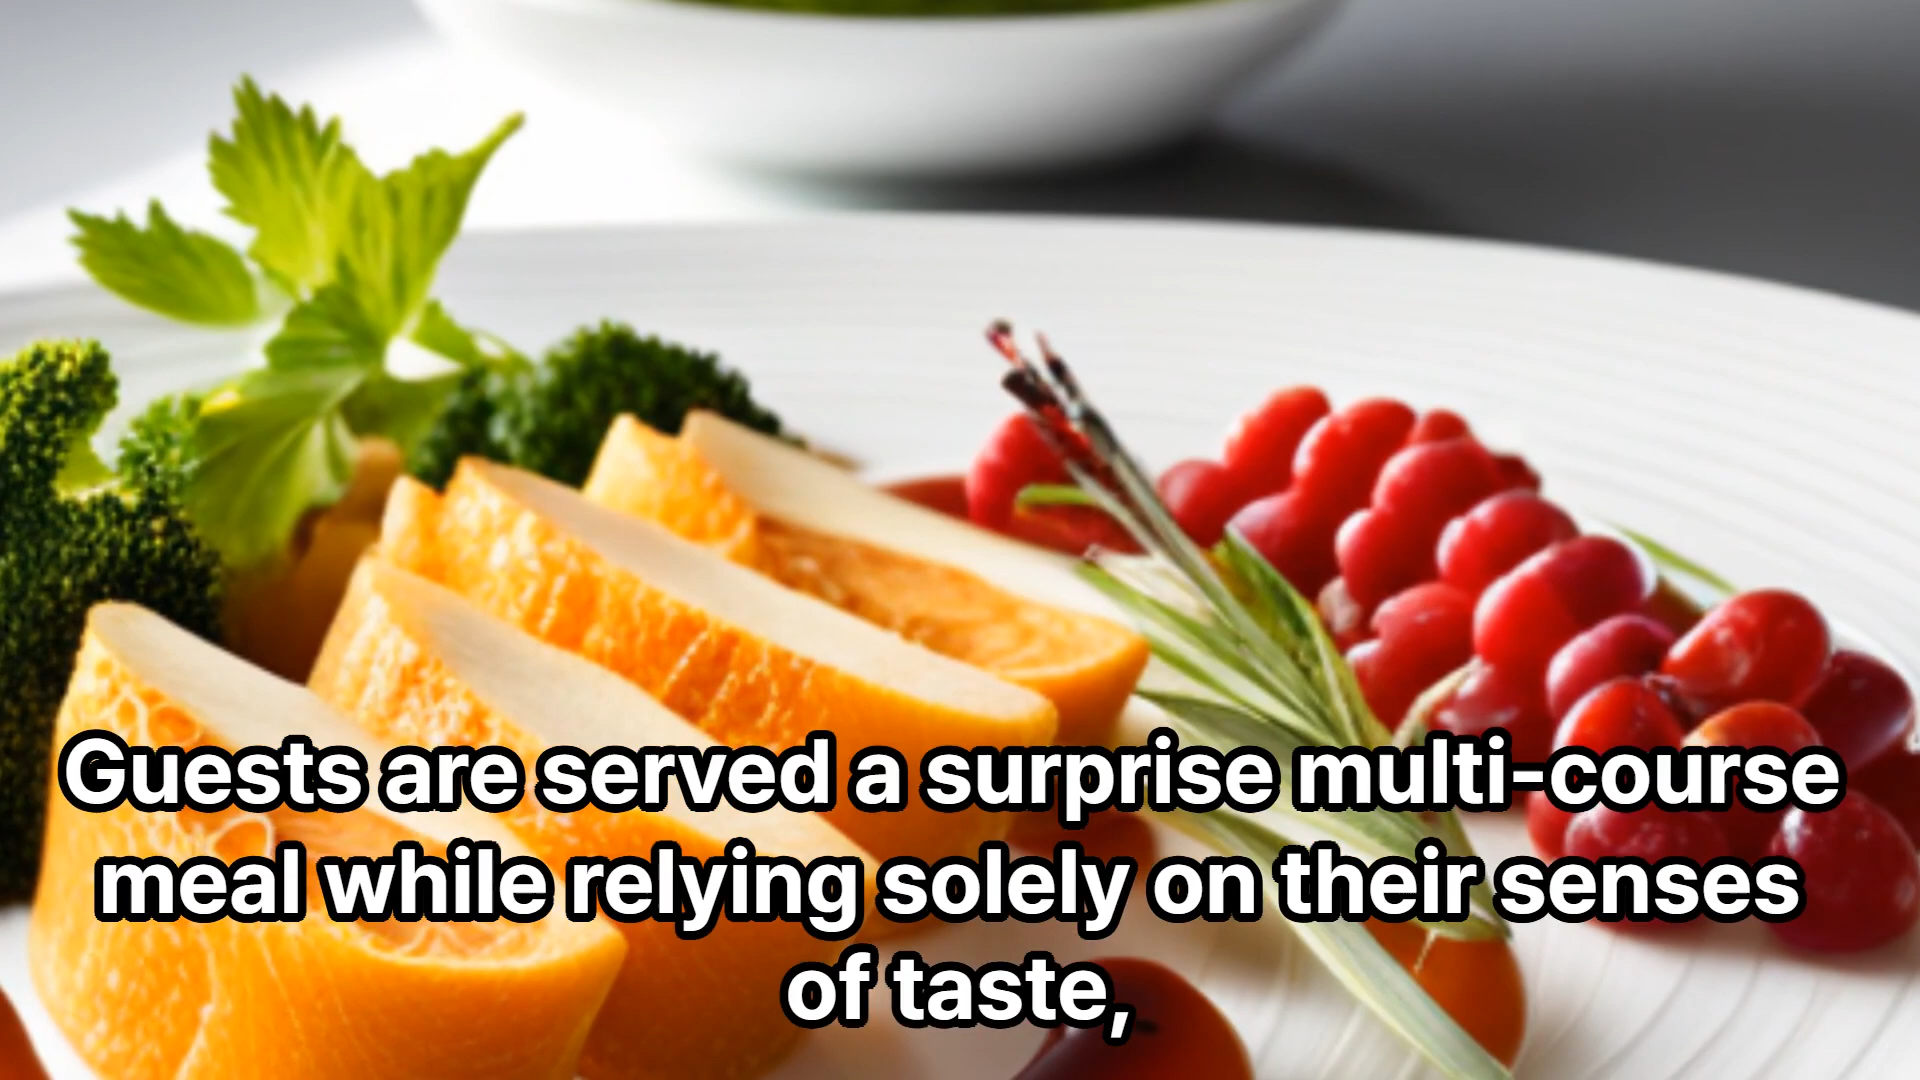 Guests are served a surprise multi-course
meal while relying solely on their senses
of taste,